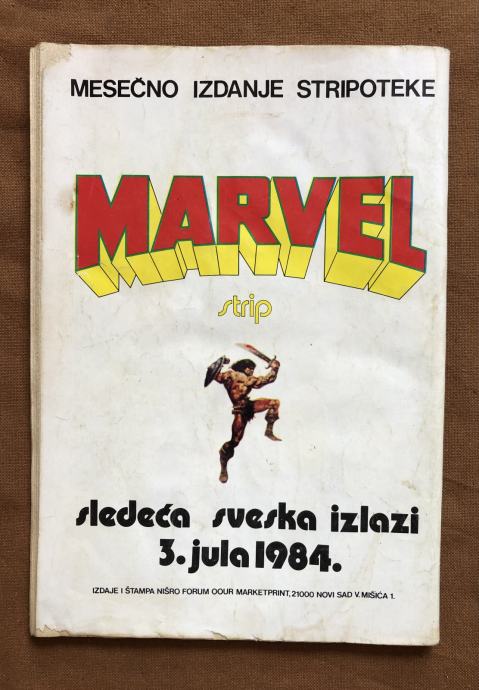 MESEČNO IZDANJE STRIPOTEKE
MARVEL
strip
sledeća sveska izlazi
3. jula 1984.
IZDAJE I ŠTAMPA NIŠRO FORUM OOUR MARKETPRINT, 21000 NOVI SAD V. MIŠIĆA 1.